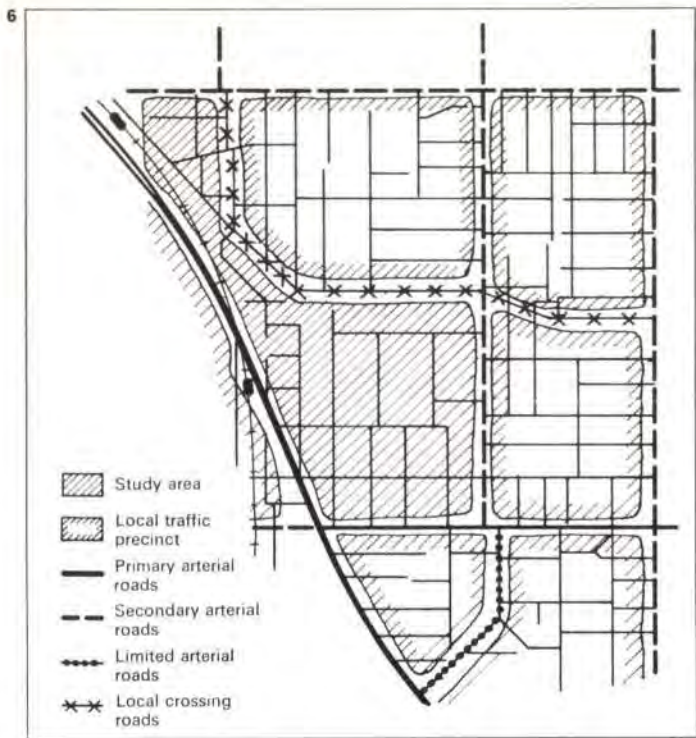 6
Study area
Local traffic
precinct
Primary arterial
roads
Secondary arterial
roads
Limited arterial
roads
Local crossing
roads